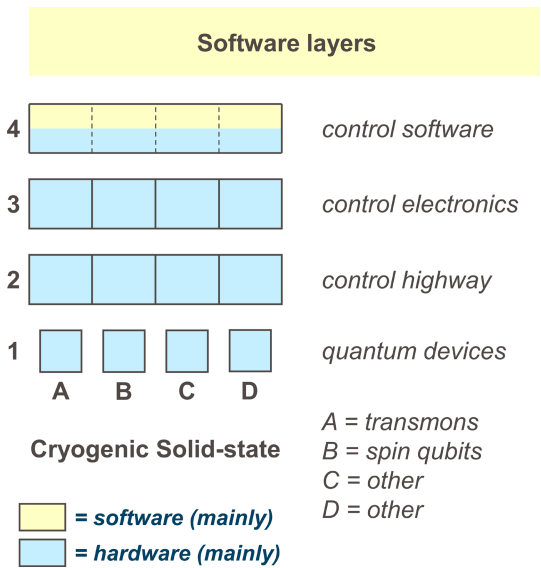 Software layers
4 control software
3 control electronics
2 control highway
1 quantum devices
A B C D
Cryogenic Solid-state
A = transmons
B = spin qubits
C = other
D = other
= software (mainly)
= hardware (mainly)